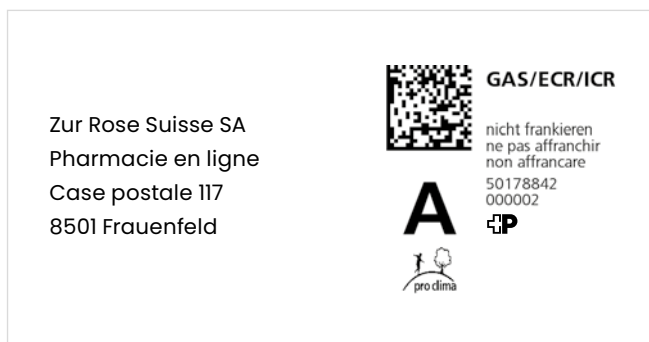 Zur Rose Suisse SA
Pharmacie en ligne
Case postale 117
8501 Frauenfeld
GAS/ECR/ICR
nicht frankieren
ne pas affranchir
non affrancare
50178842
000002
A
P
pro clima